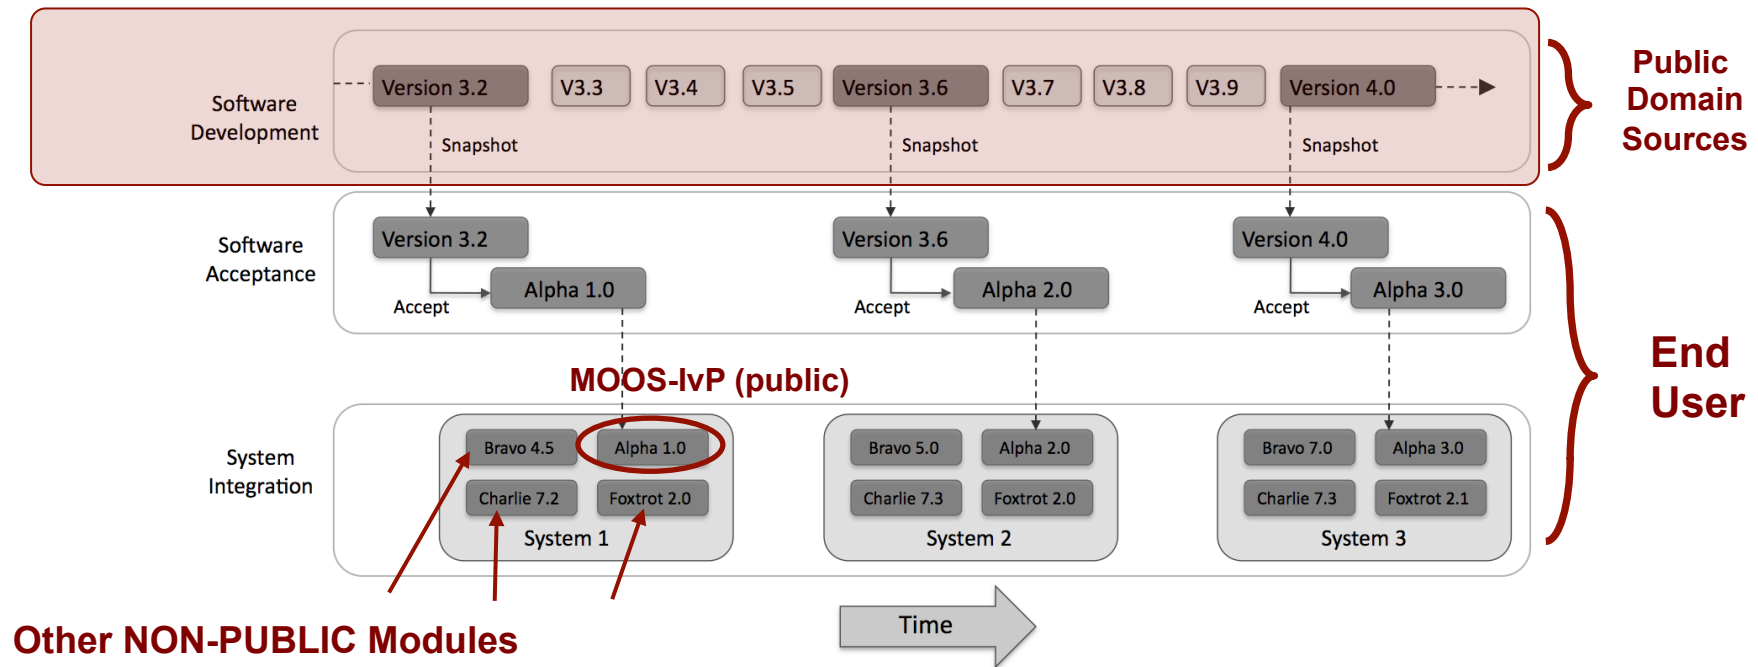 Public
Domain
Sources
Version 3.2
V3.3
V3.4
V3.5
Version 3.6
V3.7
V3.8
V3.9
Version 4.0
Software
Development
Snapshot
Snapshot
Snapshot
Software
Acceptance
Version 3.2
Version 3.6
Version 4.0
Alpha 1.0
Alpha 2.0
Alpha 3.0
Accept
Accept
Accept
End
User
MOOS-IvP (public)
System
Integration
Bravo 4.5
Alpha 1.0
Charlie 7.2
Foxtrot 2.0
System 1
Bravo 5.0
Alpha 2.0
Charlie 7.3
Foxtrot 2.0
System 2
Bravo 7.0
Alpha 3.0
Charlie 7.3
Foxtrot 2.1
System 3
Other NON-PUBLIC Modules
Time